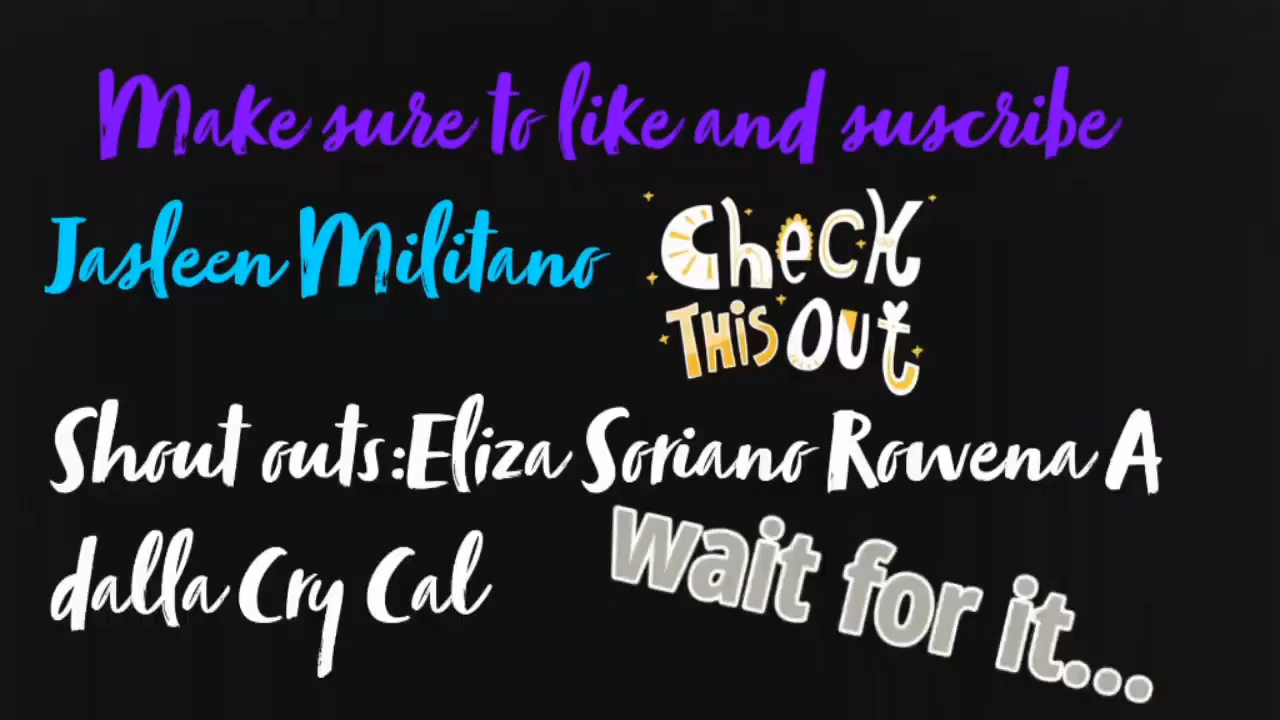 Make sure to like and suscribe
Jasleen Militano
Check
THIS OUt
Shout outs:Eliza Soriano Rowena A
dalla Cry Cal
wait for it...